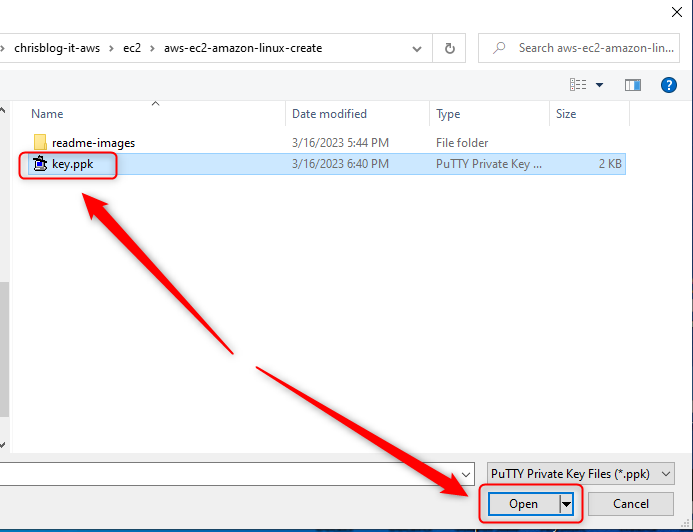 chrisblog-it-aws > ec2 > aws-ec2-amazon-linux-create
Search aws-ec2-amazon-lin...
?
Name Date modified Type Size
readme-images 3/16/2023 5:44 PM File folder
key.ppk 3/16/2023 6:40 PM PuTTY Private Key ... 2 KB
PuTTY Private Key Files (*.ppk)
Open Cancel